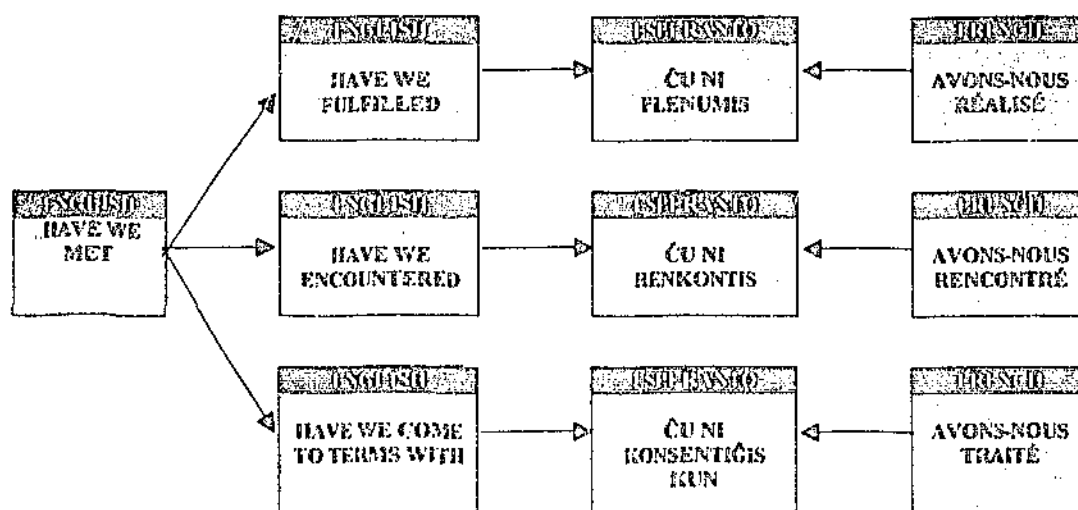 ENGLISH
HAVE WE
FULFILLED
ESPERANTO
ĈU NI
PLENUMIS
FRENCH
AVONS-NOUS
RÉALISÉ
ENGLISH
HAVE WE
MET
ENGLISH
HAVE WE
ENCOUNTERED
ESPERANTO
ĈU NI
RENKONTIS
FRENCH
AVONS-NOUS
RENCONTRÉ
ENGLISH
HAVE WE COME
TO TERMS WITH
ESPERANTO
ĈU NI
KONSENTIĜIS
KUN
FRENCH
AVONS-NOUS
TRAITÉ